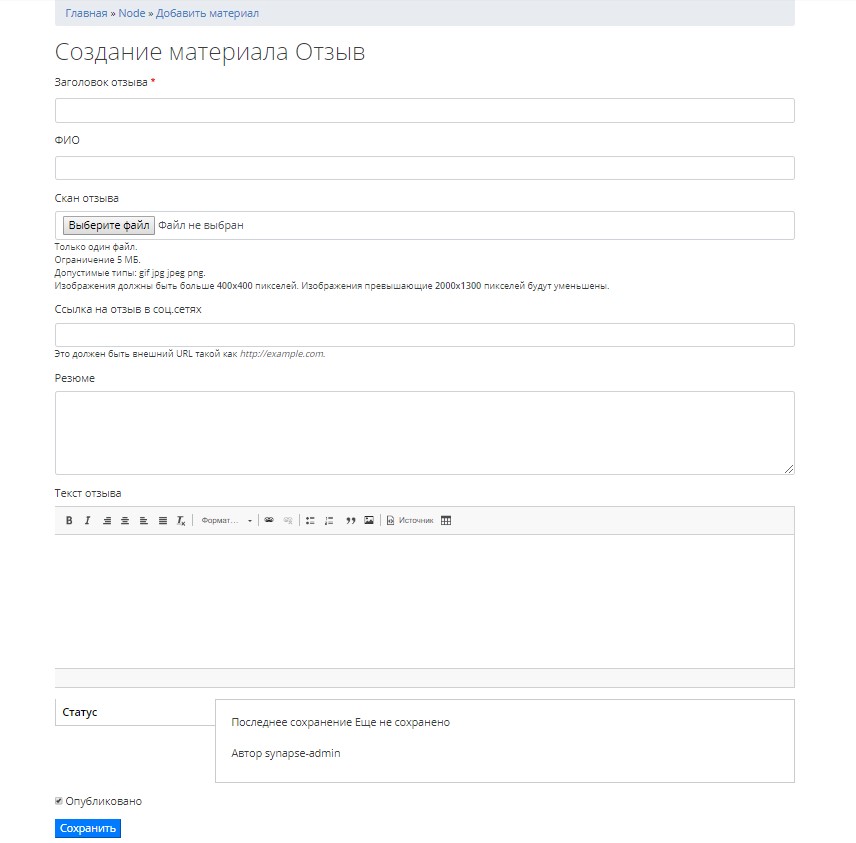 Главная » Node » Добавить материал
Создание материала Отзыв
Заголовок отзыва *
ФИО
Скан отзыва
Выберите файл Файл не выбран
Только один файл.
Ограничение 5 МБ.
Допустимые типы: gif jpg jpeg png.
Изображения должны быть больше 400x400 пикселей. Изображения превышающие 2000x1300 пикселей будут уменьшены.
Ссылка на отзыв в соц.сетях
Это должен быть внешний URL такой как http://example.com.
Резюме
Текст отзыва
Формат... Источник
Статус
Последнее сохранение Еще не сохранено
Автор synapse-admin
Опубликовано
Сохранить